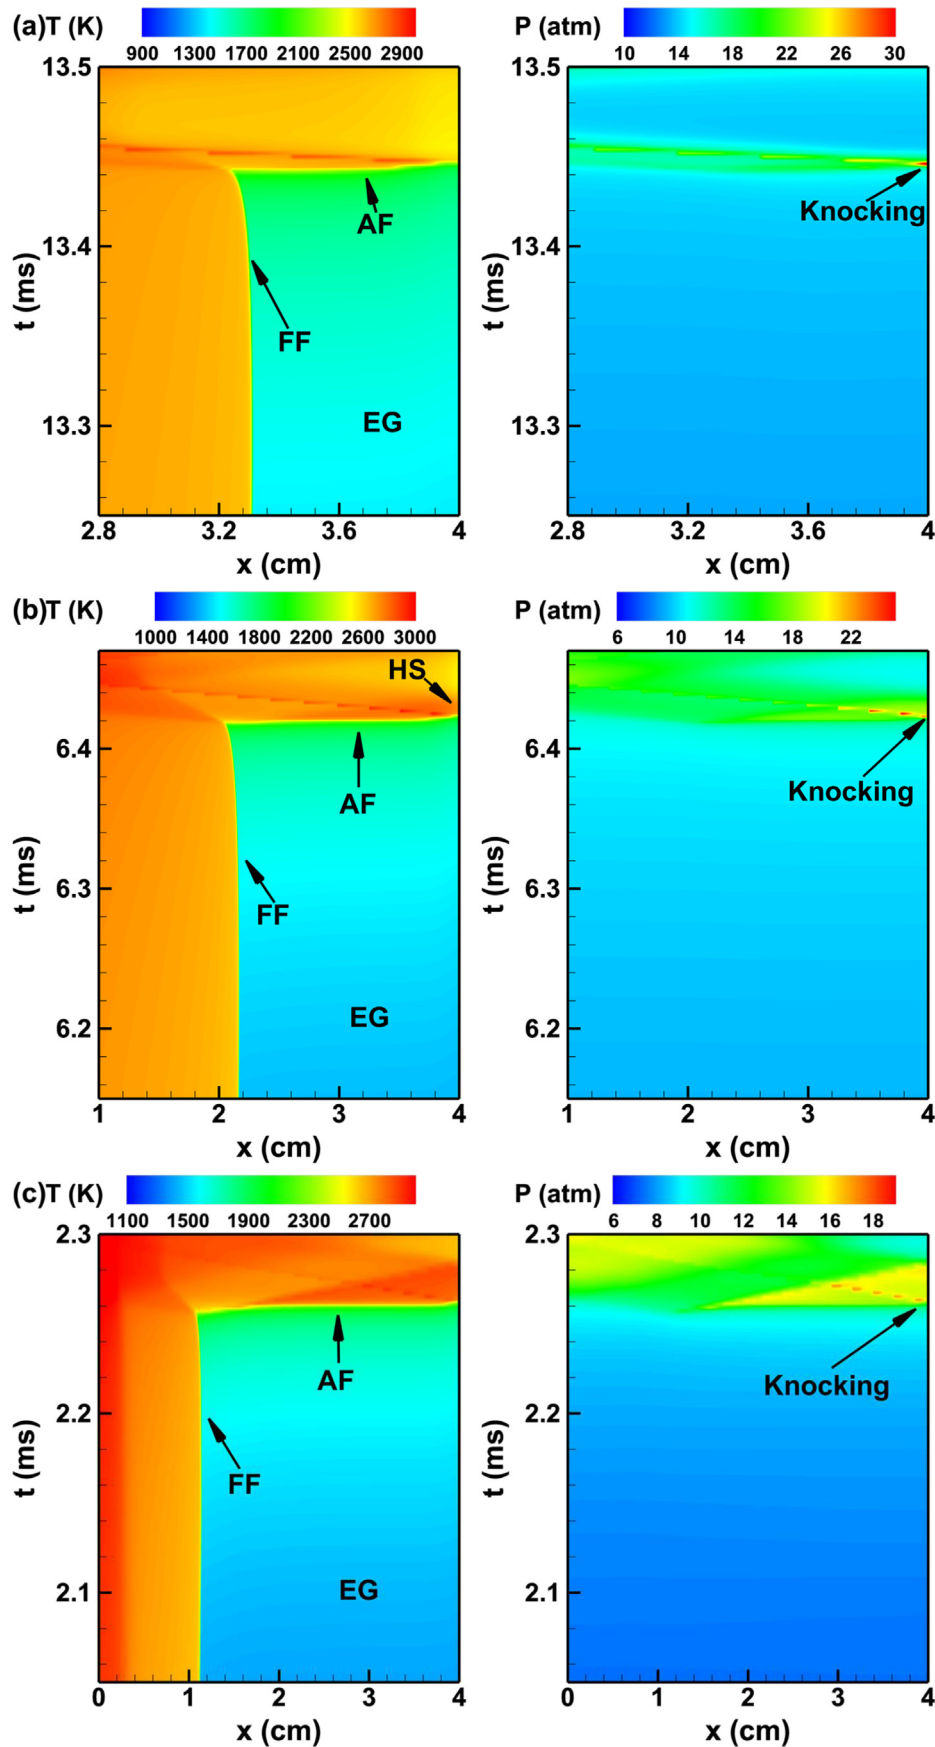 (a)T (K)
900 1300 1700 2100 2500 2900
P (atm)
10 14 18 22 26 30
13.5
13.4
13.3
t (ms)
AF
FF
EG
2.8 3.2 3.6 4
x (cm)
13.5
13.4
13.3
t (ms)
Knocking
2.8 3.2 3.6 4
x (cm)
(b)T (K)
1000 1400 1800 2200 2600 3000
P (atm)
6 10 14 18 22
6.4
6.3
6.2
t (ms)
HS
AF
FF
EG
1 2 3 4
x (cm)
6.4
6.3
6.2
t (ms)
Knocking
1 2 3 4
x (cm)
(c)T (K)
1100 1500 1900 2300 2700
P (atm)
6 8 10 12 14 16 18
2.3
2.2
2.1
t (ms)
AF
FF
EG
0 1 2 3 4
x (cm)
2.3
2.2
2.1
t (ms)
Knocking
0 1 2 3 4
x (cm)